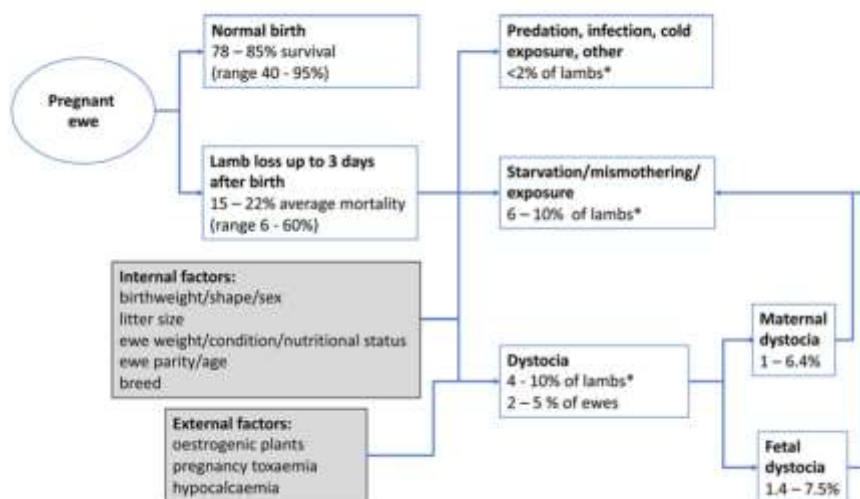 Pregnant
ewe
Normal birth
78 – 85% survival
(range 40 - 95%)
Lamb loss up to 3 days
after birth
15 – 22% average mortality
(range 6 - 60%)
Predation, infection, cold
exposure, other
<2% of lambs*
Starvation/mismothering/
exposure
6 – 10% of lambs*
Internal factors:
birthweight/shape/sex
litter size
ewe weight/condition/nutritional status
ewe parity/age
breed
External factors:
oestrogenic plants
pregnancy toxaemia
hypocalcaemia
Dystocia
4 - 10% of lambs*
2 – 5 % of ewes
Maternal
dystocia
1 – 6.4%
Fetal
dystocia
1.4 – 7.5%